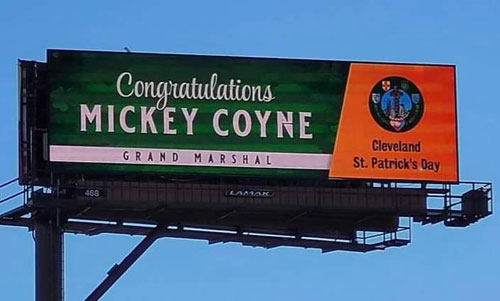 Congratulations
MICKEY COYNE
GRAND MARSHAL
Cleveland
St. Patrick's Day
468
LAMAR